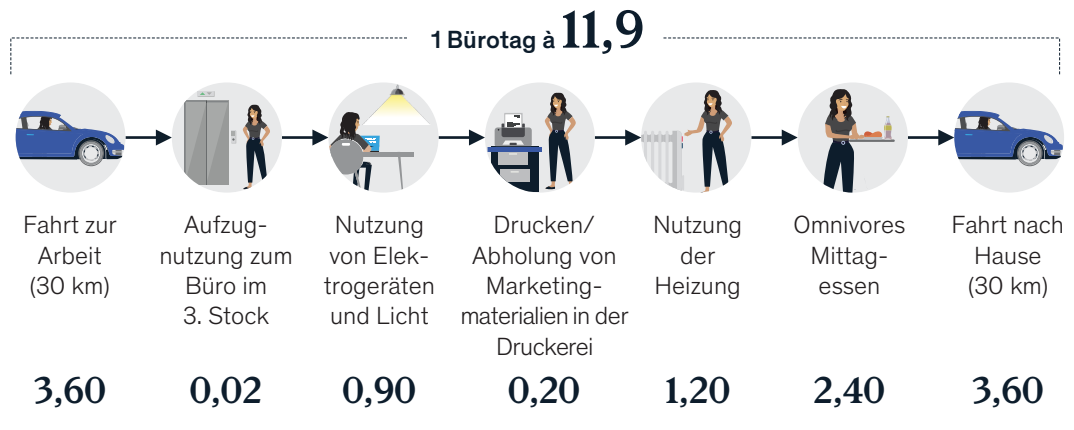 1 Bürotag à 11,9
Fahrt zur
Arbeit
(30 km)
3,60
Aufzug-
nutzung zum
Büro im
3. Stock
0,02
Nutzung
von Elek-
trogeräten
und Licht
0,90
Drucken/
Abholung von
Marketing-
materialien in der
Druckerei
0,20
Nutzung
der
Heizung
1,20
Omnivores
Mittag-
essen
2,40
Fahrt nach
Hause
(30 km)
3,60